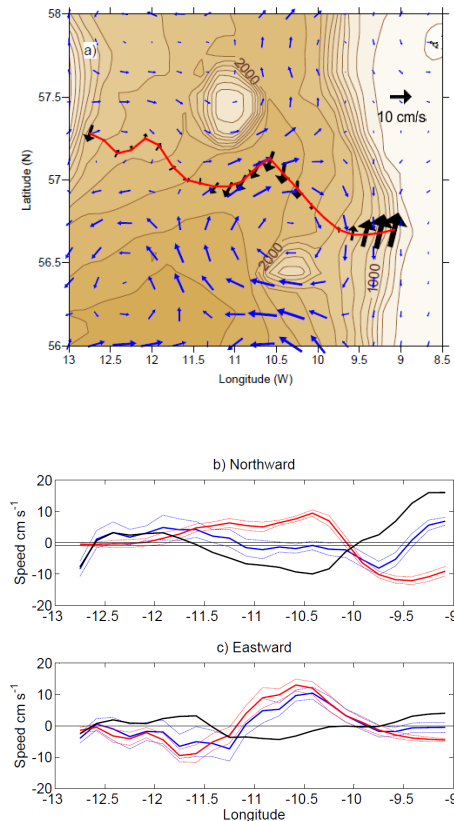 58
a)
2000
57.5
10 cm/s
Latitude (N)
57
56.5
2000
1000
56
13 12.5 12 11.5 11 10.5 10 9.5 9 8.5
Longitude (W)
b) Northward
20
10
0
-10
-20
Speed cm s-1
-13 -12.5 -12 -11.5 -11 -10.5 -10 -9.5 -9
c) Eastward
20
10
0
-10
-20
Speed cm s-1
-13 -12.5 -12 -11.5 -11 -10.5 -10 -9.5 -9
Longitude